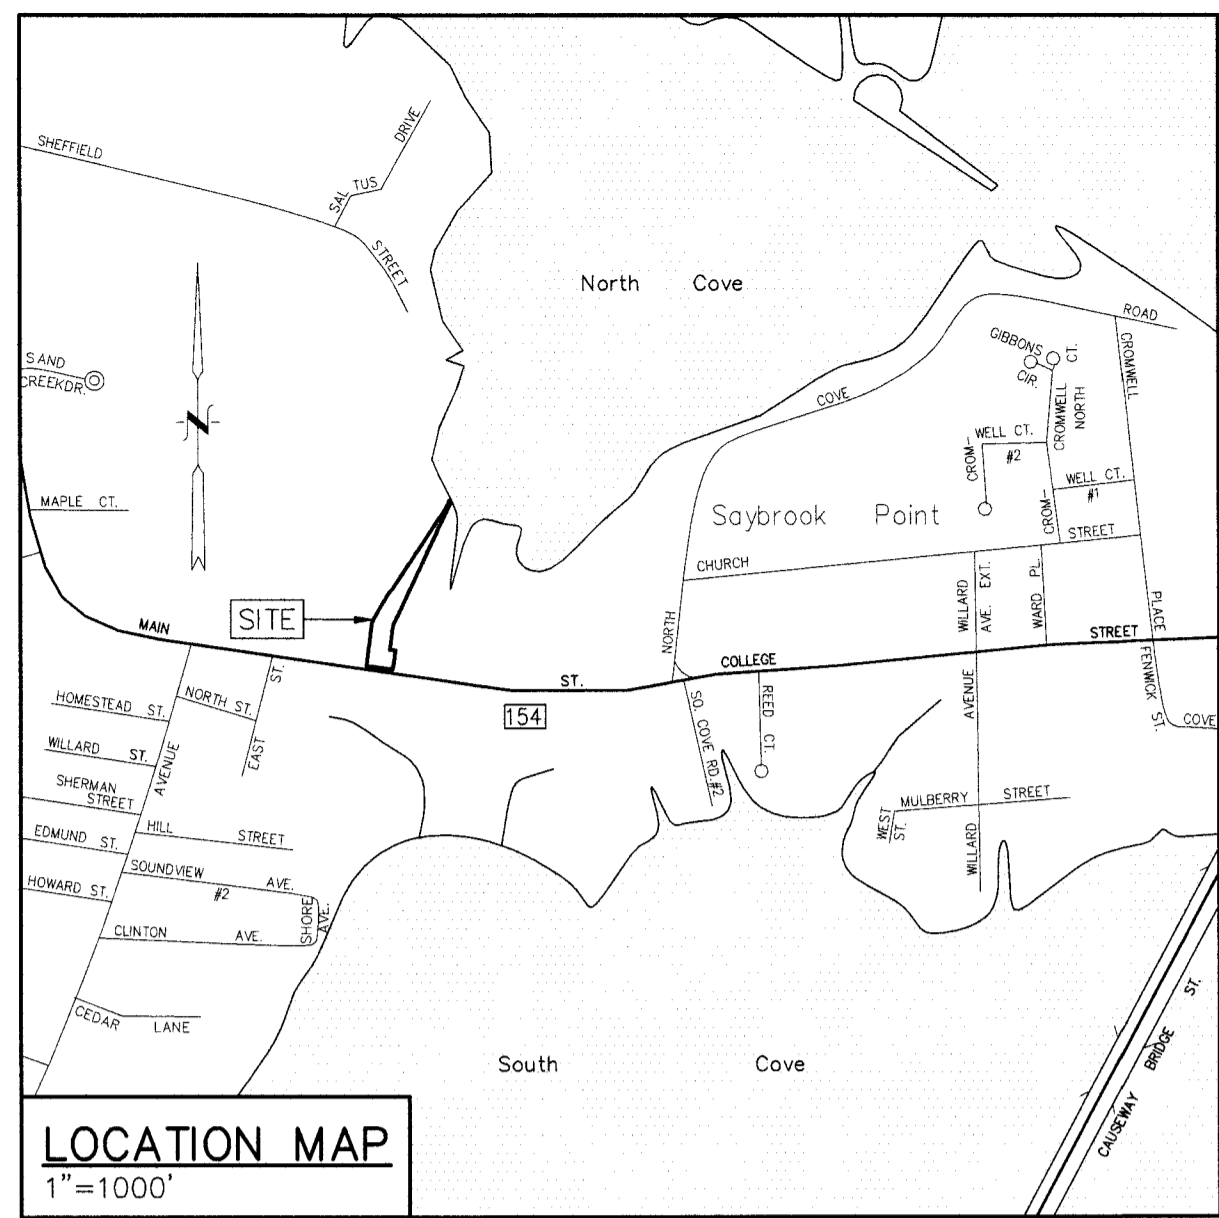 SHEFFIELD
SAL TUS DRIVE
STREET
North Cove
ROAD
SAND
CREEKDR.
GIBBONS
CIR.
CT.
CROMWELL
COVE
CROMWELL
NORTH
CROM-
WELL CT.
#2
MAPLE CT.
N
WELL CT.
#1
CROM-
Saybrook Point
STREET
CHURCH
SITE
WILLARD
AVE. EXT.
WARD PL.
PLACE
MAIN
NORTH
COLLEGE
STREET
ST.
154
HOMESTEAD ST.
NORTH ST.
EAST ST.
SO. COVE RD.#2
REED CT.
AVENUE
FENWICK ST.
COVE
WILLARD ST.
AVENUE
SHERMAN
STREET
MULBERRY STREET
WEST
ST.
WILLARD
EDMUND ST.
HILL STREET
SOUNDVIEW AVE.
#2
HOWARD ST.
SHORE
AVE.
CLINTON AVE.
CEDAR LANE
South Cove
CAUSEWAY BRIDGE ST.
LOCATION MAP
1"=1000'